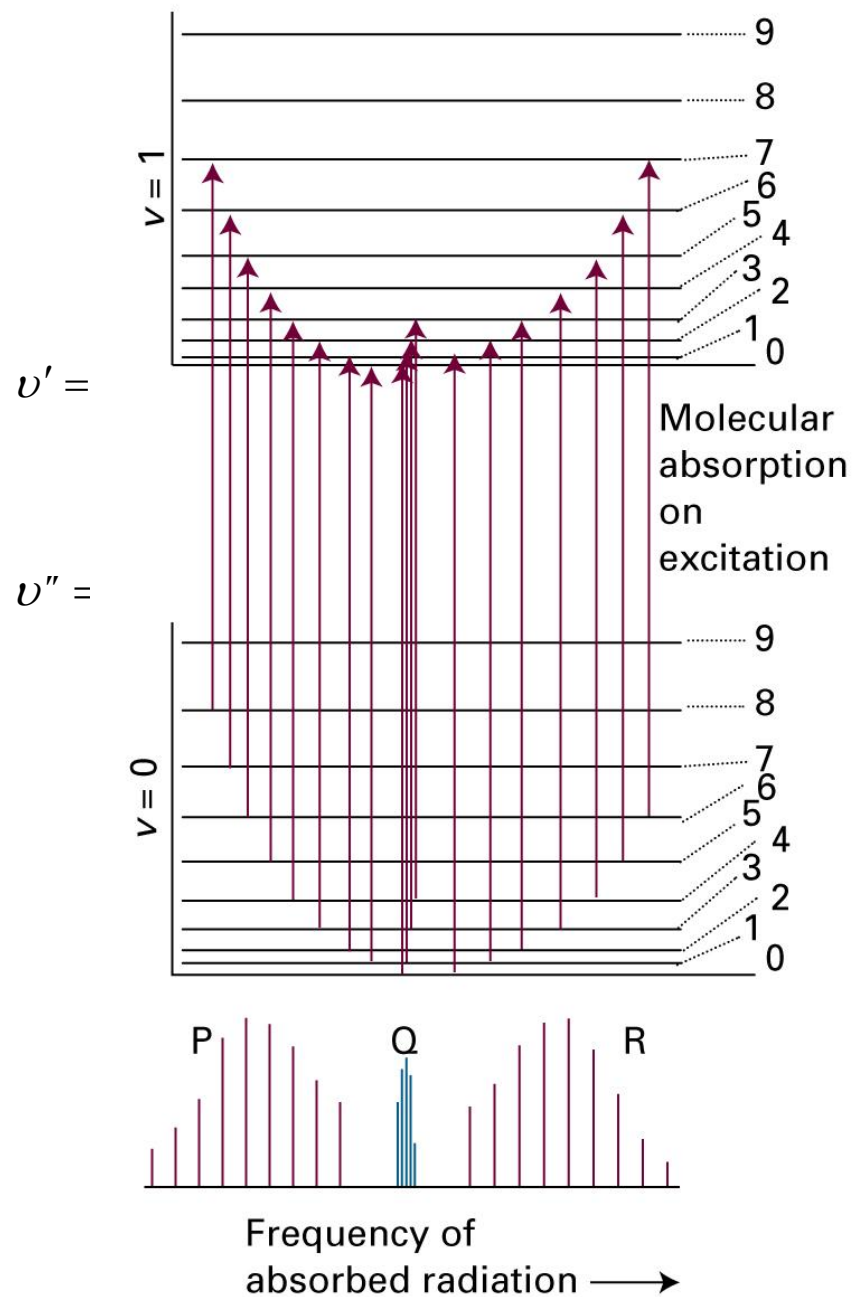 9
8
7
6
5
4
3
2
1
0
v = 1
υ′ =
Molecular
absorption
on
excitation
υ″ =
9
8
7
6
5
4
3
2
1
0
v = 0
P Q R
Frequency of
absorbed radiation